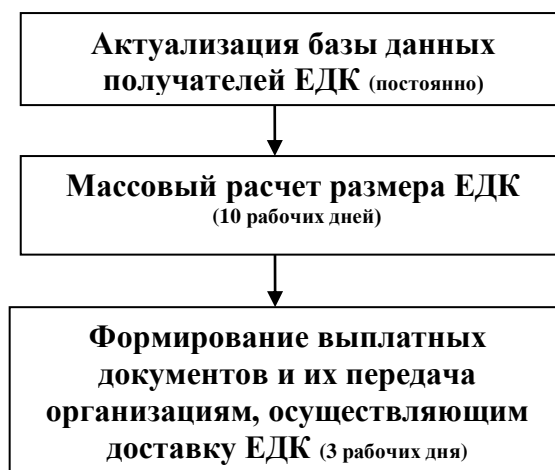 Актуализация базы данных
получателей ЕДК (постоянно)
Массовый расчет размера ЕДК
(10 рабочих дней)
Формирование выплатных
документов и их передача
организациям, осуществляющим
доставку ЕДК (3 рабочих дня)